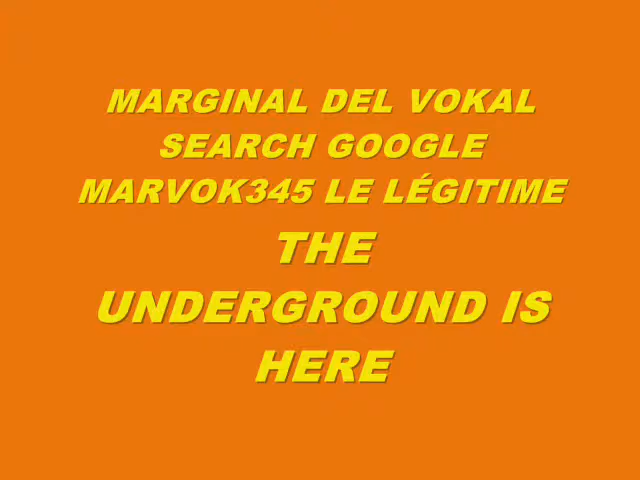 MARGINAL DEL VOKAL
SEARCH GOOGLE
MARVOK345 LE LÉGITIME
THE
UNDERGROUND IS
HERE